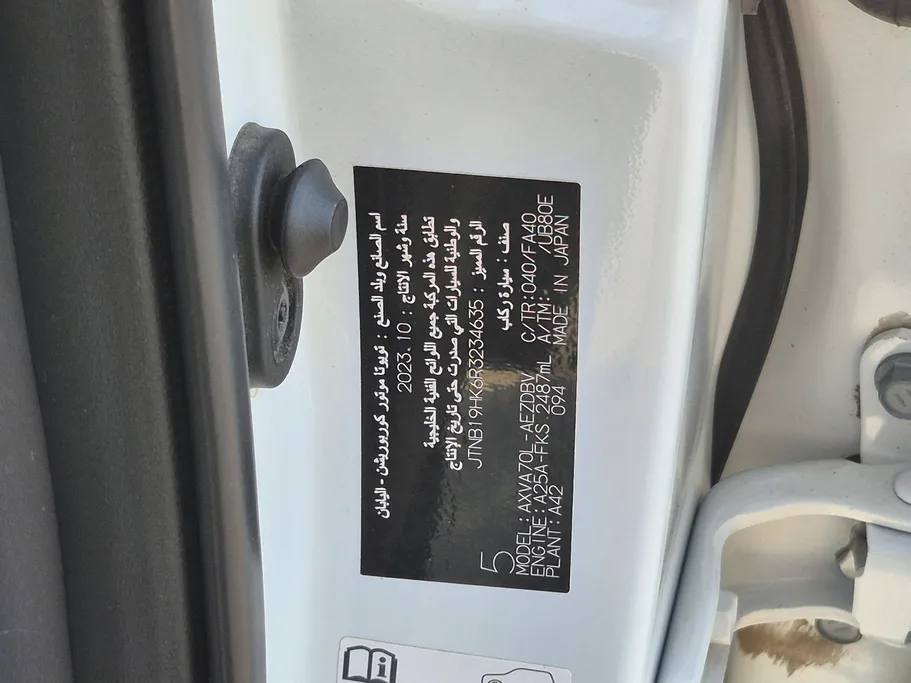 اسم الصانع وبلد الصنع : تويوتا موتور كوربوريشن - اليابان
سنة وشهر الانتاج : 2023.10
تطابق هذه المركبة جميع اللوائح الفنية الخليجية
والوطنية للسيارات التي صدرت حتى تاريخ الإنتاج
الرقم المميز : JTNB19HK6R3234635
صنف : سيارة ركاب
5
MODEL:AXVA70L-AEZDBV C/TR:040/FA40
ENGINE:A25A-FKS 2487mL A/TM:- /UB80E
PLANT:A42 094 MADE IN JAPAN